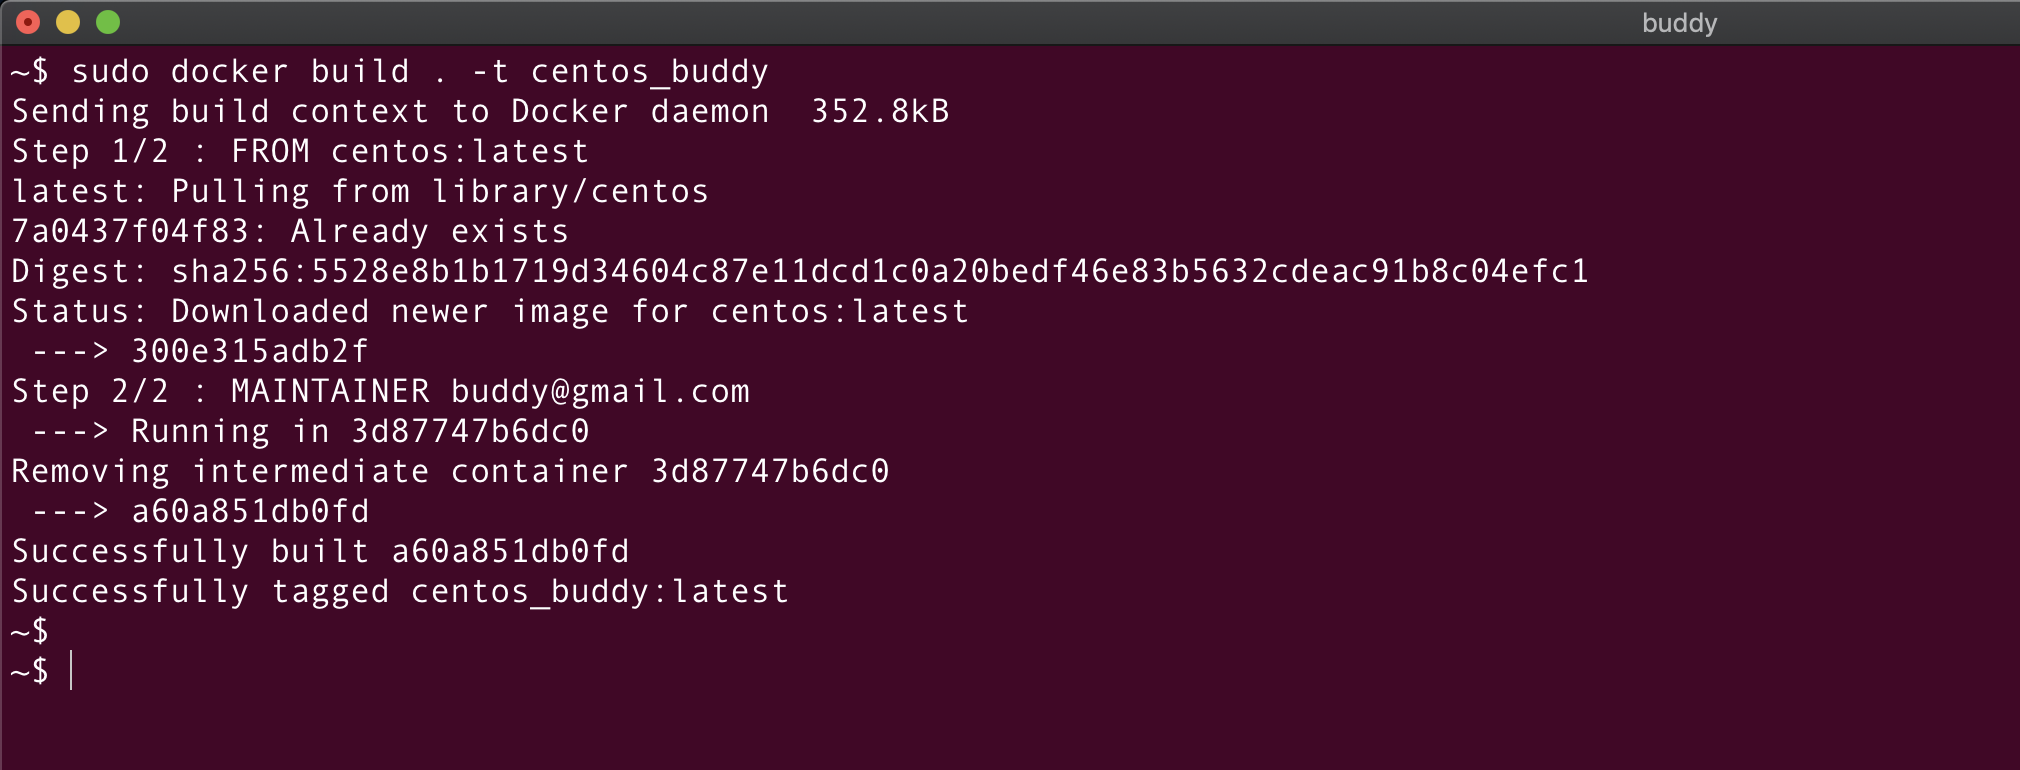 buddy
~$ sudo docker build . -t centos_buddy
Sending build context to Docker daemon  352.8kB
Step 1/2 : FROM centos:latest
latest: Pulling from library/centos
7a0437f04f83: Already exists
Digest: sha256:5528e8b1b1719d34604c87e11dcd1c0a20bedf46e83b5632cdeac91b8c04efc1
Status: Downloaded newer image for centos:latest
 ---> 300e315adb2f
Step 2/2 : MAINTAINER buddy@gmail.com
 ---> Running in 3d87747b6dc0
Removing intermediate container 3d87747b6dc0
 ---> a60a851db0fd
Successfully built a60a851db0fd
Successfully tagged centos_buddy:latest
~$
~$